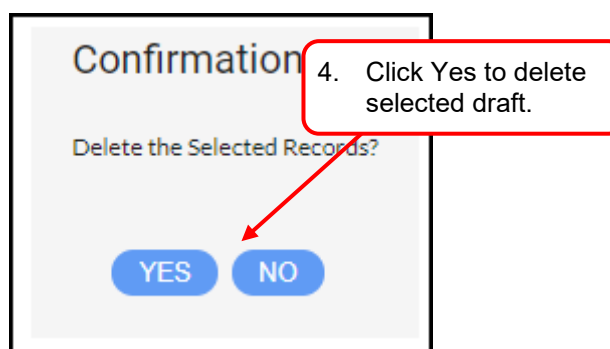 Confirmation
4. Click Yes to delete
selected draft.
Delete the Selected Records?
YES NO